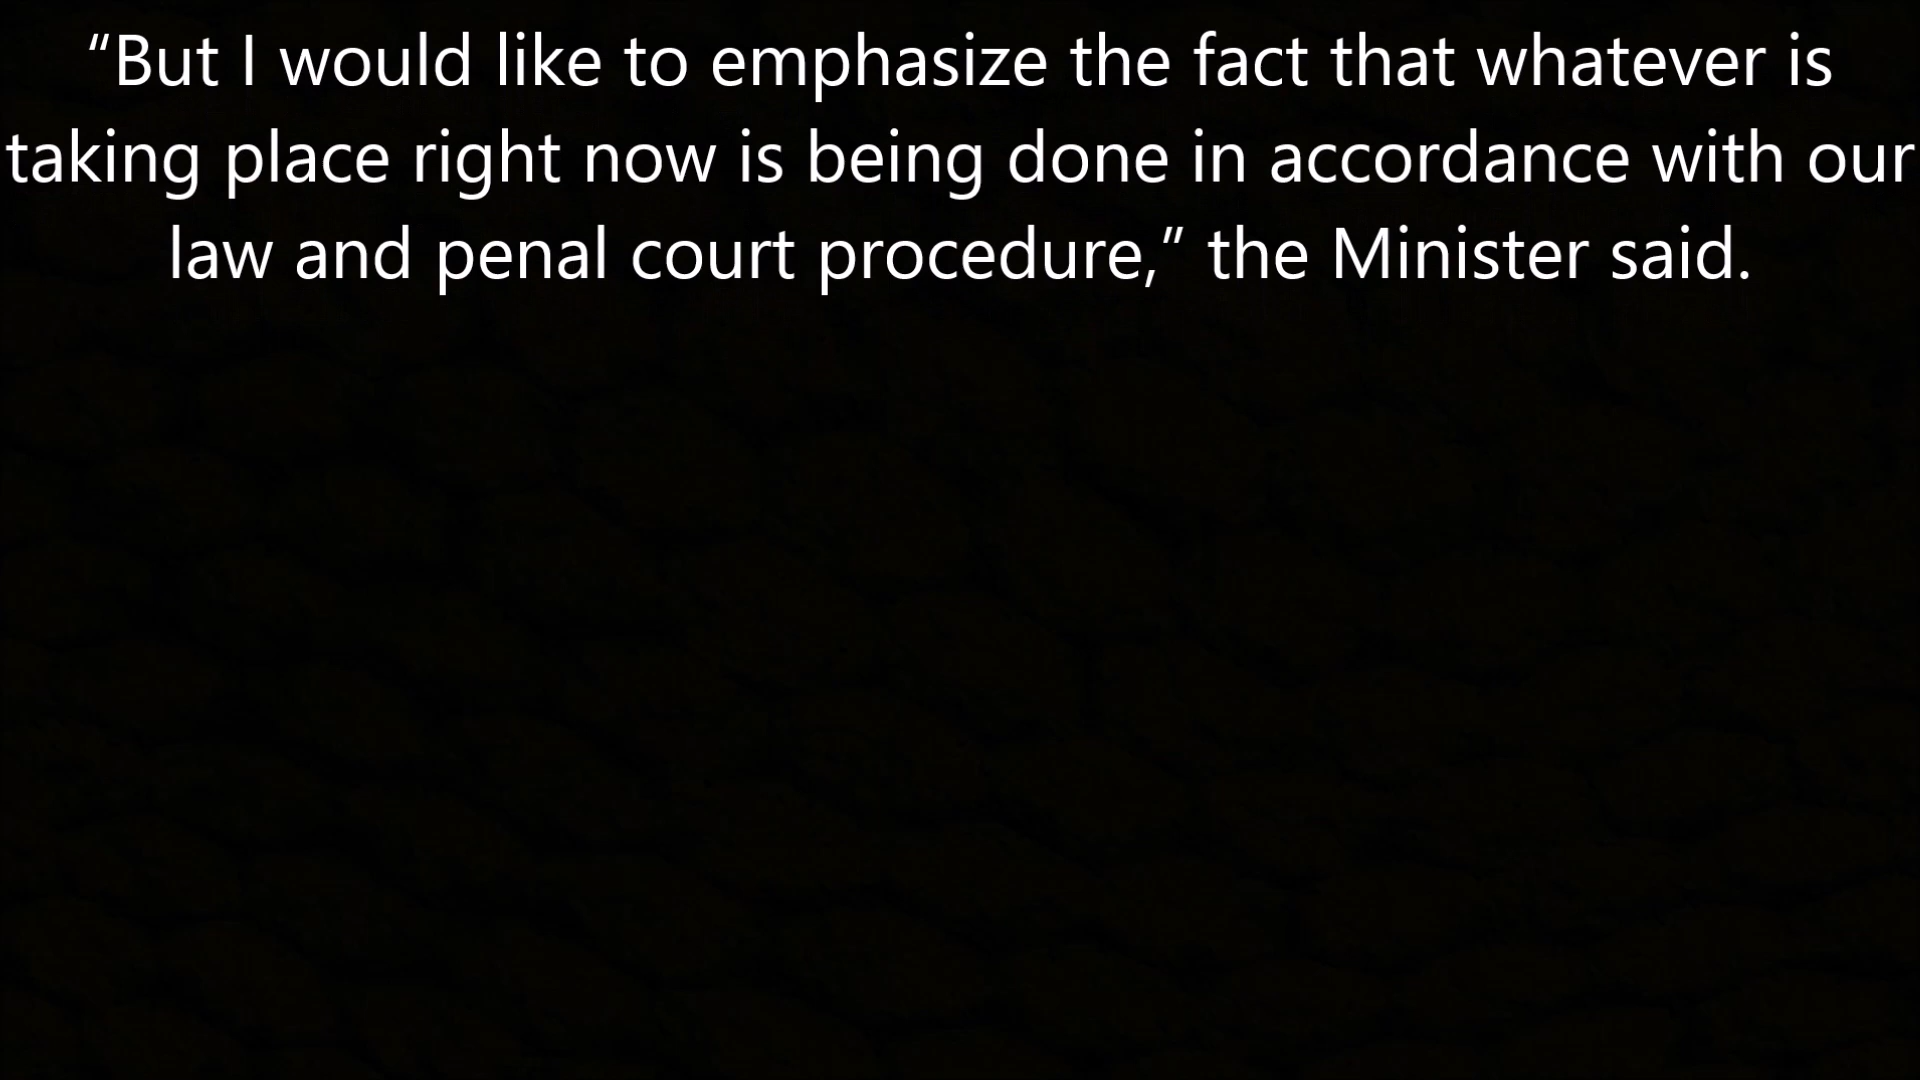 “But I would like to emphasize the fact that whatever is
taking place right now is being done in accordance with our
law and penal court procedure,” the Minister said.